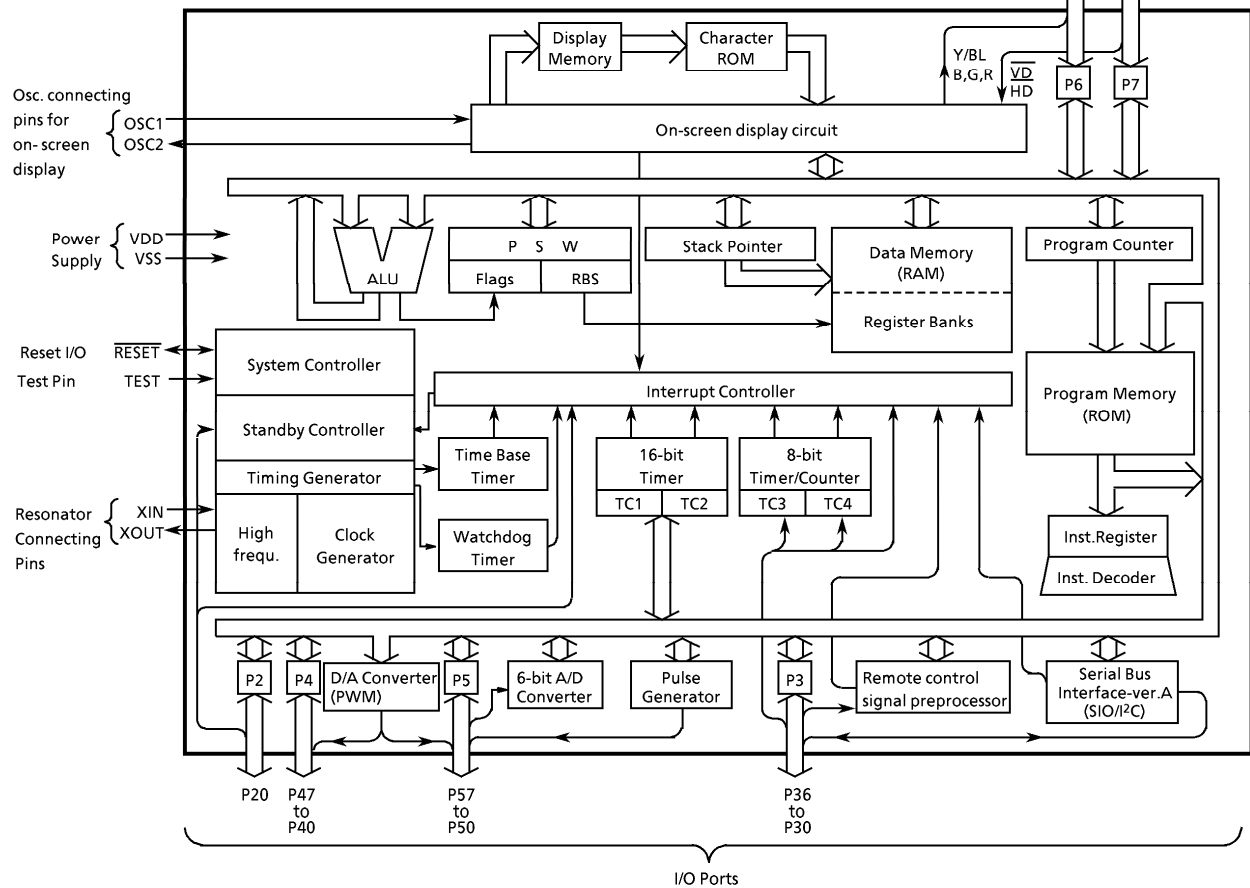 Display
Memory
Character
ROM
Y/BL
B,G,R
VD
HD
P6
P7
Osc. connecting
pins for
on- screen
display
OSC1
OSC2
On-screen display circuit
Power
Supply
VDD
VSS
ALU
P S W
Flags
RBS
Stack Pointer
Data Memory
(RAM)
Register Banks
Program Counter
Reset I/O
RESET
Test Pin
TEST
System Controller
Standby Controller
Timing Generator
High
frequ.
Clock
Generator
Interrupt Controller
Program Memory
(ROM)
Time Base
Timer
16-bit
Timer
TC1
TC2
8-bit
Timer/Counter
TC3
TC4
Resonator
Connecting
Pins
XIN
XOUT
Watchdog
Timer
Inst.Register
Inst. Decoder
P2
P4
D/A Converter
(PWM)
P5
6-bit A/D
Converter
Pulse
Generator
P3
Remote control
signal preprocessor
Serial Bus
Interface-ver.A
(SIO/I²C)
P20
P47
to
P40
P57
to
P50
P36
to
P30
I/O Ports